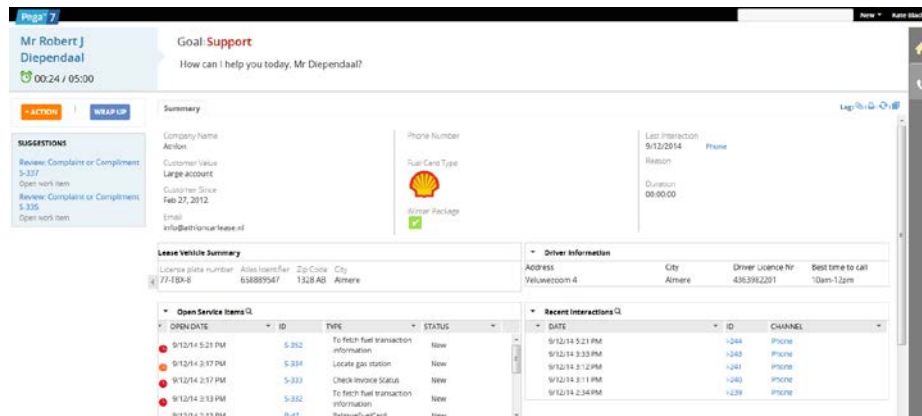 Pega 7
New
Mr Robert J
Diependaal
00:24 / 05:00
Goal: Support
How can I help you today, Mr Diependaal?
ACTION
WRAP UP
SUGGESTIONS
Review: Complaint or Compliment
S-337
Open work item
Review: Complaint or Compliment
Open work item
Summary
Company Name
Athlon
Customer Value
Large account
Customer Since
Feb 27, 2012
Email
info@athloncarlease.nl
Phone Number
Fuel Card Type
Winter Package
Last Interaction
9/12/2014 Phone
Reason
Duration
00:00:00
Lease Vehicle Summary
License plate number Atlas Identifier Zip Code City
77-TBX-8 658889547 1328 AB Almere
Driver Information
Address City Driver Licence Nr Best time to call
Veluwezoom 4 Almere 4363982201 10am-12pm
Open Service Items
OPEN DATE ID TYPE STATUS
9/12/14 5:21 PM S-352 To fetch fuel transaction
information New
9/12/14 3:17 PM S-334 Locate gas station New
9/12/14 2:17 PM S-333 Check Invoice Status New
9/12/14 3:13 PM S-332 To fetch fuel transaction
information New
New
Recent Interactions
DATE ID CHANNEL
9/12/14 5:21 PM I-244 Phone
9/12/14 3:33 PM I-243 Phone
9/12/14 3:12 PM I-241 Phone
9/12/14 3:11 PM I-240 Phone
9/12/14 2:34 PM I-239 Phone